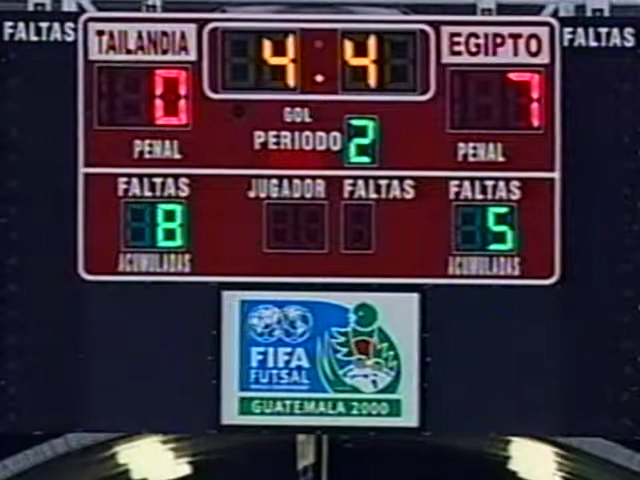 FALTAS
FALTAS
TAILANDIA
4.4
EGIPTO
0
7
GOL
PERIODO 2
PENAL
PENAL
FALTAS
JUGADOR FALTAS
FALTAS
8
5
ACUMULADAS
ACUMULADAS
FIFA
FUTSAL
GUATEMALA 2000